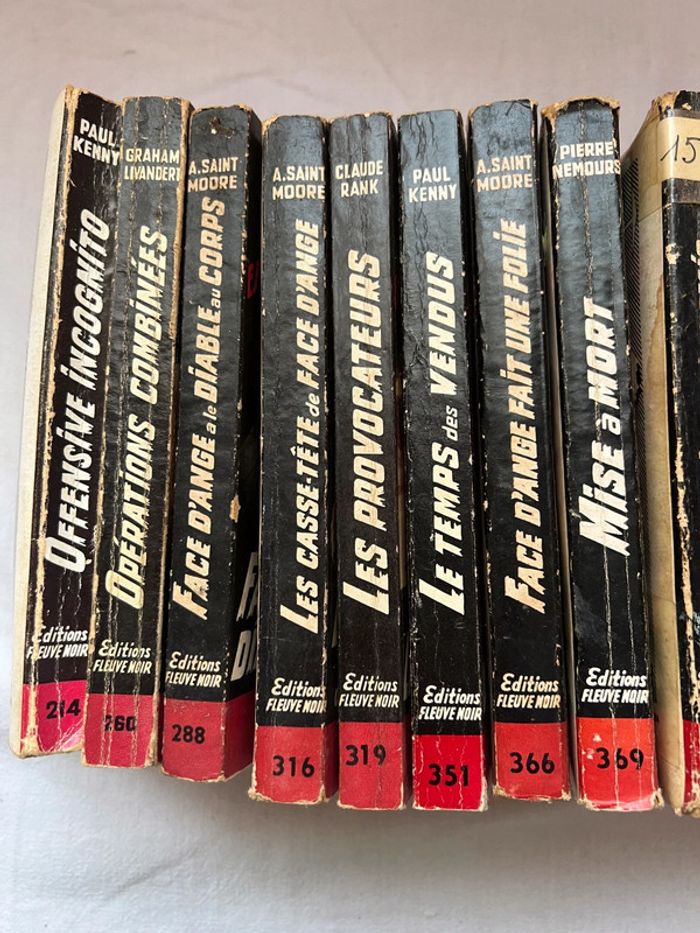 PAUL
KENNY
OFFENSIVE INCOGNITO
Editions
FLEUVE NOIR
214
GRAHAM
LIVANDERT
OPÉRATIONS COMBINÉES
Editions
FLEUVE NOIR
260
A. SAINT
MOORE
FACE D'ANGE a le DIABLE au CORPS
Editions
FLEUVE NOIR
288
A. SAINT
MOORE
LES CASSE-TÊTE de FACE D'ANGE
Editions
FLEUVE NOIR
316
CLAUDE
RANK
LES PROVOCATEURS
Editions
FLEUVE NOIR
319
PAUL
KENNY
LE TEMPS des VENDUS
Editions
FLEUVE NOIR
351
A. SAINT
MOORE
FACE D'ANGE FAIT UNE FOLIE
Editions
FLEUVE NOIR
366
PIERRE
NEMOURS
MISE à MORT
Editions
FLEUVE NOIR
369
15